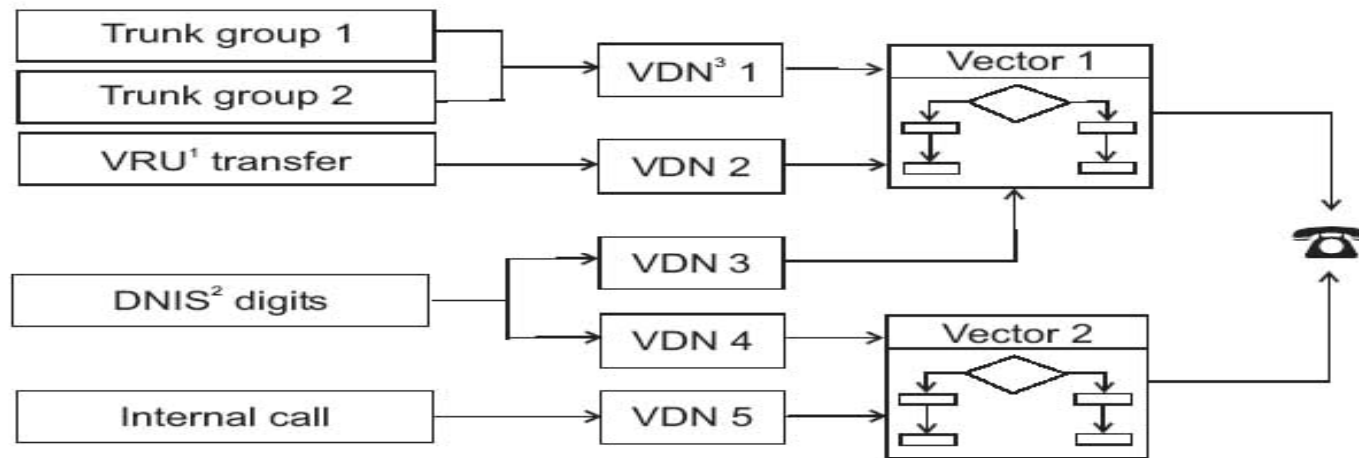 Trunk group 1
Trunk group 2
VRU¹ transfer
DNIS² digits
Internal call
VDN³ 1
VDN 2
VDN 3
VDN 4
VDN 5
Vector 1
Vector 2